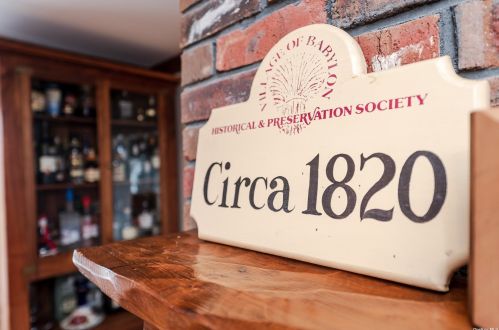 VILLAGE OF BABYLON
HISTORICAL & PRESERVATION SOCIETY
Circa 1820